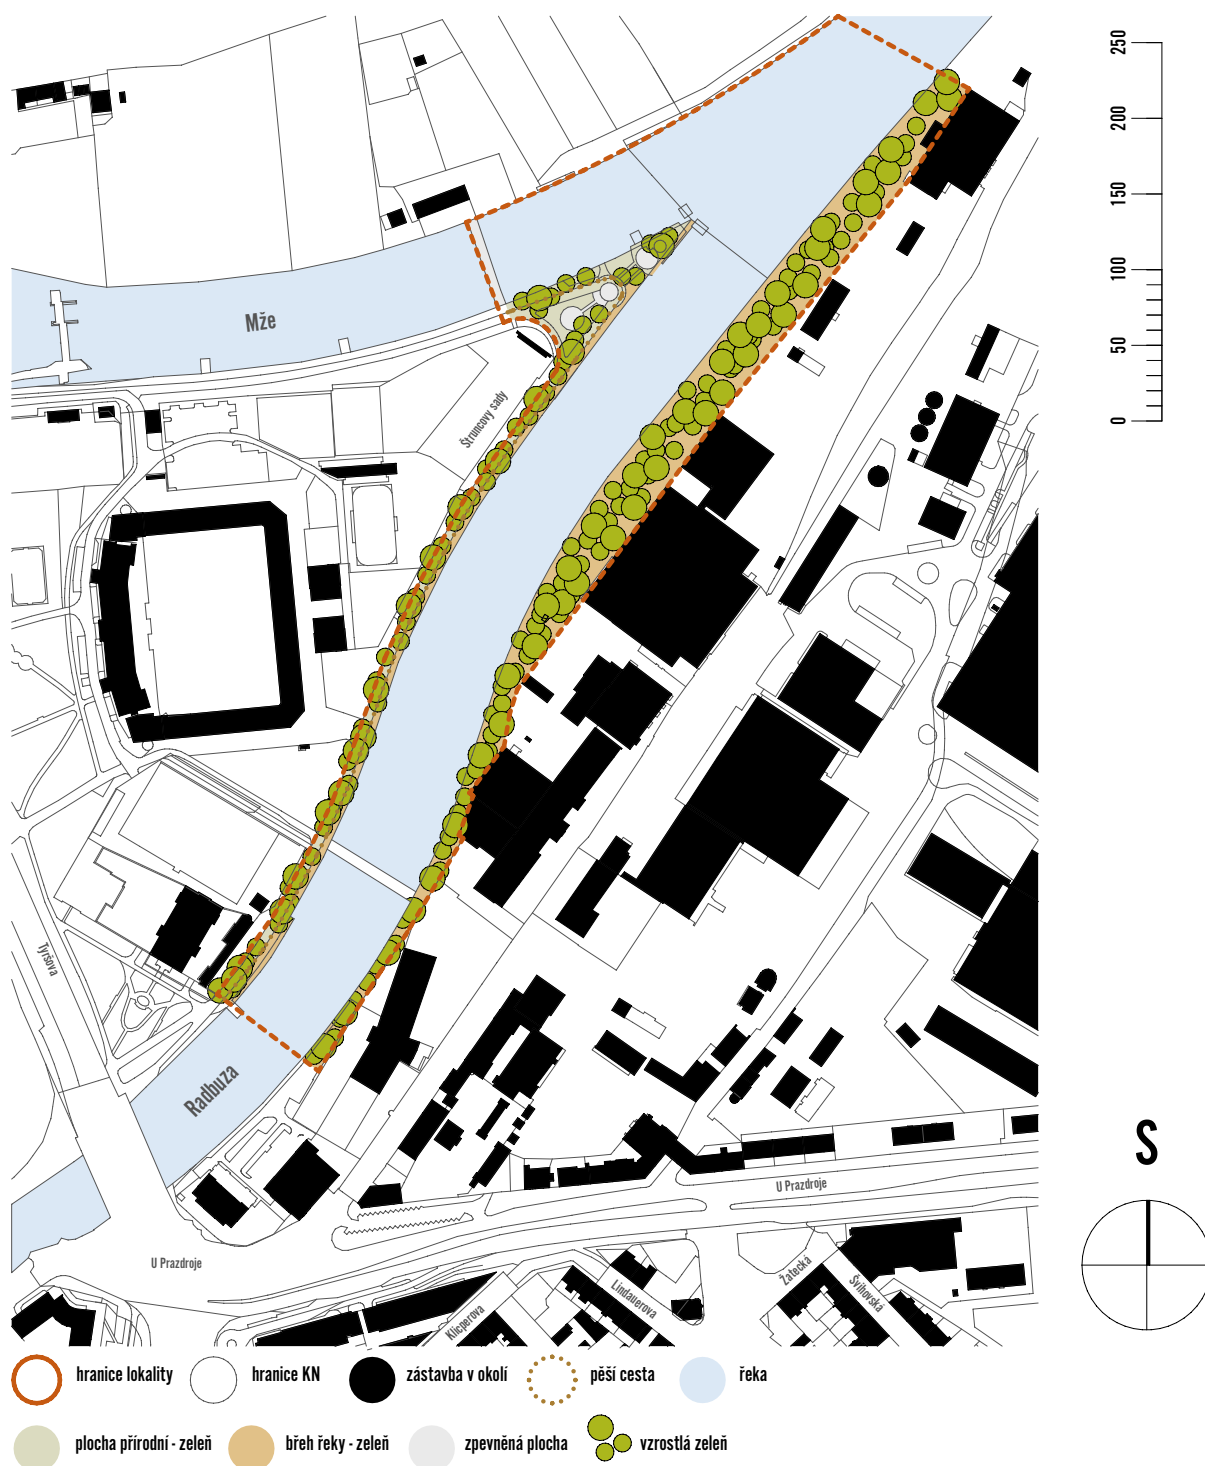 250
200
150
100
50
0
Mže
Štruncovy sady
U ZDI
Tyršova
Radbuza
S
U Prazdroje
U Prazdroje
Žatecká
Švihovská
Lindauerova
Klicperova
hranice lokality
hranice KN
zástavba v okolí
pěší cesta
řeka
plocha přírodní - zeleň
břeh řeky - zeleň
zpevněná plocha
vzrostlá zeleň